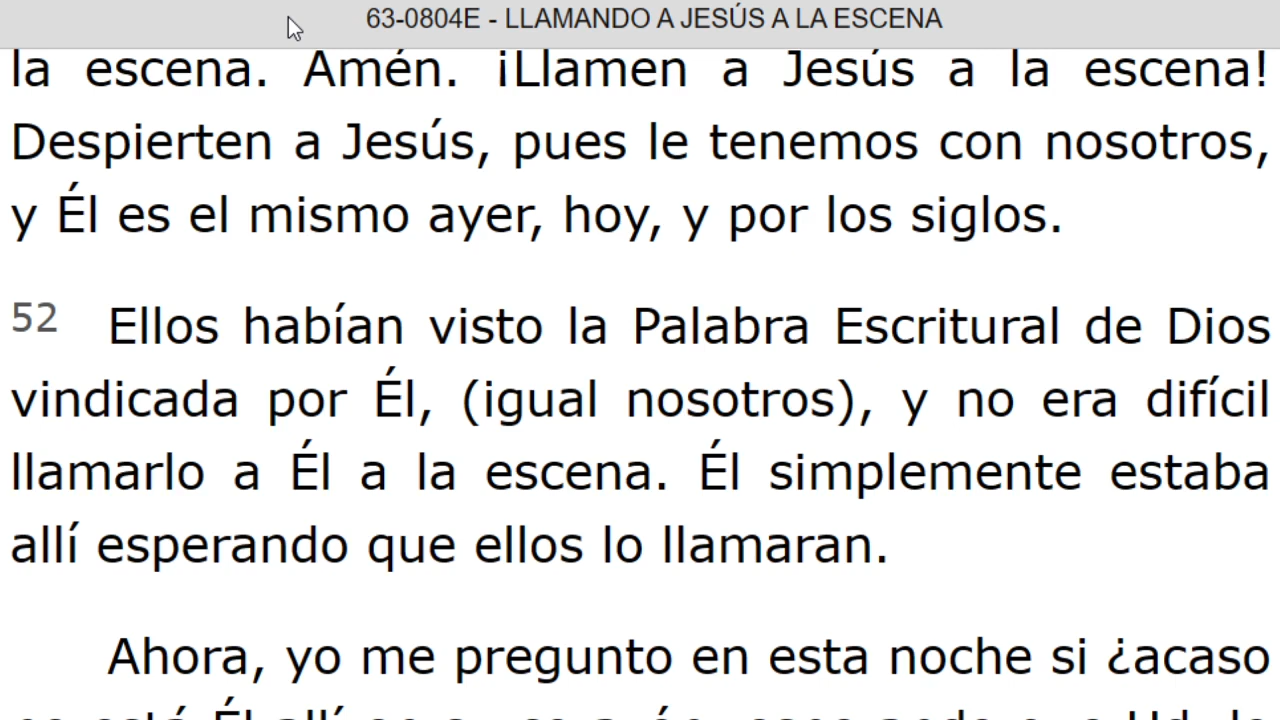 63-0804E - LLAMANDO A JESÚS A LA ESCENA
la escena. Amén. ¡Llamen a Jesús a la escena!
Despierten a Jesús, pues le tenemos con nosotros,
y Él es el mismo ayer, hoy, y por los siglos.
52 Ellos habían visto la Palabra Escritural de Dios
vindicada por Él, (igual nosotros), y no era difícil
llamarlo a Él a la escena. Él simplemente estaba
allí esperando que ellos lo llamaran.
Ahora, yo me pregunto en esta noche si ¿acaso